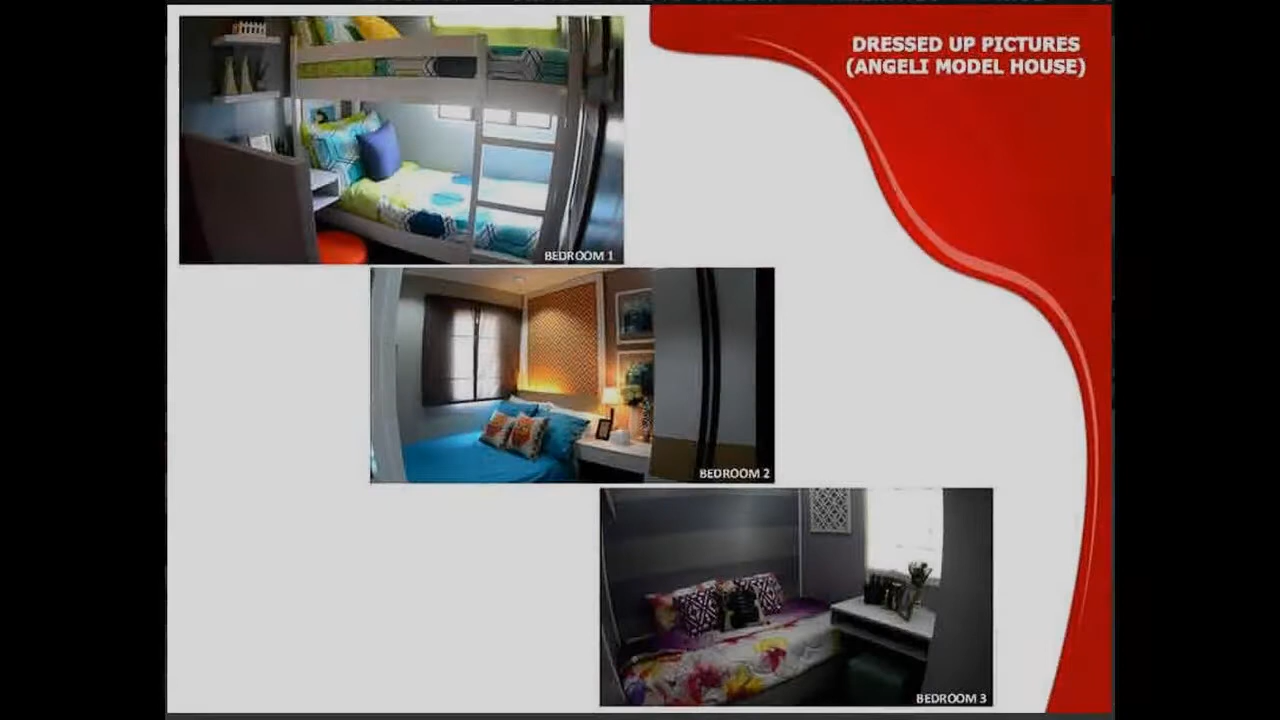 DRESSED UP PICTURES
(ANGELI MODEL HOUSE)
BEDROOM 1
BEDROOM 2
BEDROOM 3